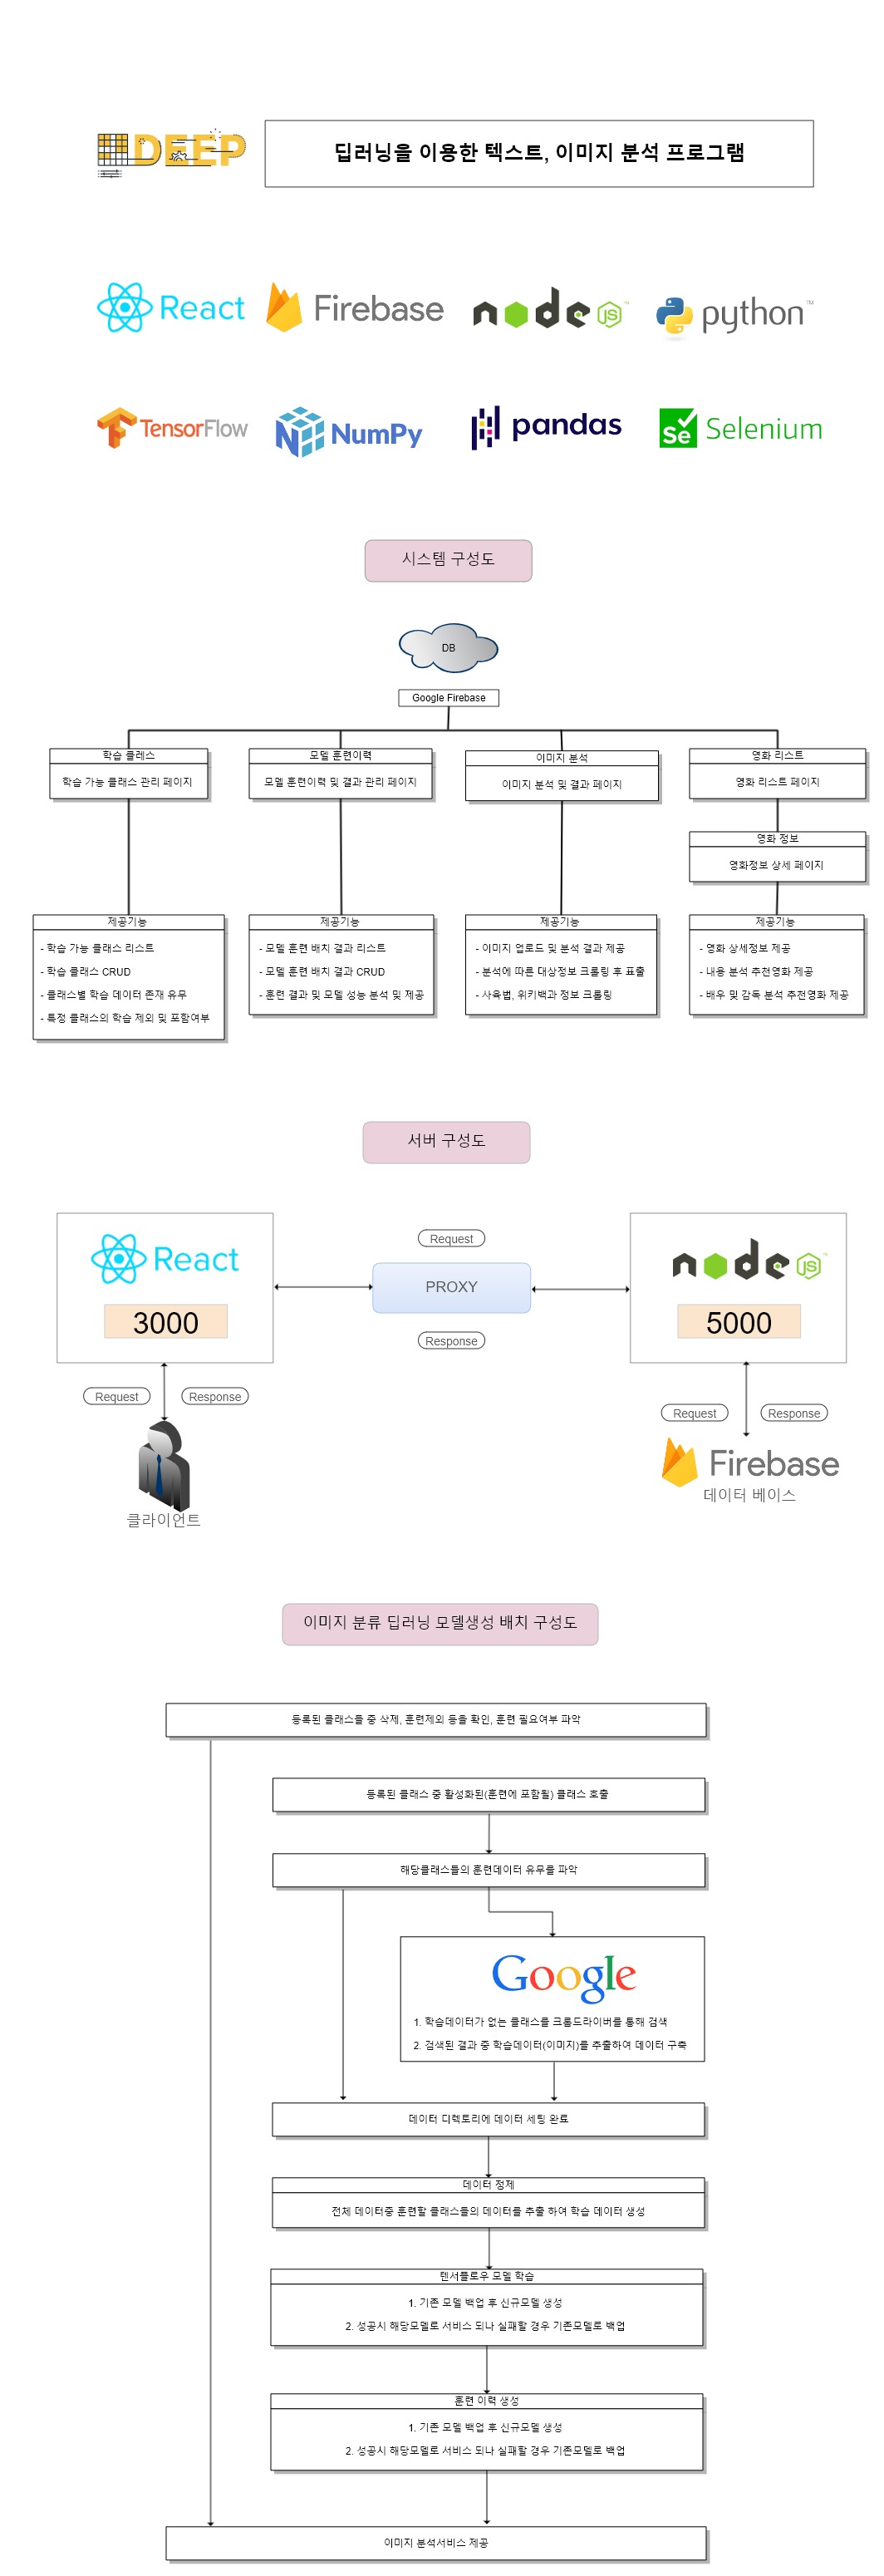 DEEP
딥러닝을 이용한 텍스트, 이미지 분석 프로그램
React
Firebase
node JS ™
python ™
TensorFlow
NumPy
pandas
Se Selenium
시스템 구성도
DB
Google Firebase
학습 클레스
학습 가능 클래스 관리 페이지
모델 훈련이력
모델 훈련이력 및 결과 관리 페이지
이미지 분석
이미지 분석 및 결과 페이지
영화 리스트
영화 리스트 페이지
영화 정보
영화정보 상세 페이지
제공기능
- 학습 가능 클래스 리스트
- 학습 클래스 CRUD
- 클래스별 학습 데이터 존재 유무
- 특정 클래스의 학습 제외 및 포함여부
제공기능
- 모델 훈련 배치 결과 리스트
- 모델 훈련 배치 결과 CRUD
- 훈련 결과 및 모델 성능 분석 및 제공
제공기능
- 이미지 업로드 및 분석 결과 제공
- 분석에 따른 대상정보 크롤링 후 표출
- 사육법, 위키백과 정보 크롤링
제공기능
- 영화 상세정보 제공
- 내용 분석 추천영화 제공
- 배우 및 감독 분석 추천영화 제공
서버 구성도
React
3000
Request
PROXY
Response
node JS ™
5000
Request
Response
클라이언트
Request
Response
Firebase
데이터 베이스
이미지 분류 딥러닝 모델생성 배치 구성도
등록된 클래스들 중 삭제, 훈련제외 등을 확인, 훈련 필요여부 파악
등록된 클래스 중 활성화된(훈련에 포함될) 클래스 호출
해당클래스들의 훈련데이터 유무를 파악
Google
1. 학습데이터가 없는 클래스를 크롬드라이버를 통해 검색
2. 검색된 결과 중 학습데이터(이미지)를 추출하여 데이터 구축
데이터 디렉토리에 데이터 세팅 완료
데이터 정제
전체 데이터중 훈련할 클래스들의 데이터를 추출 하여 학습 데이터 생성
텐서플로우 모델 학습
1. 기존 모델 백업 후 신규모델 생성
2. 성공시 해당모델로 서비스 되나 실패할 경우 기존모델로 백업
훈련 이력 생성
1. 기존 모델 백업 후 신규모델 생성
2. 성공시 해당모델로 서비스 되나 실패할 경우 기존모델로 백업
이미지 분석서비스 제공